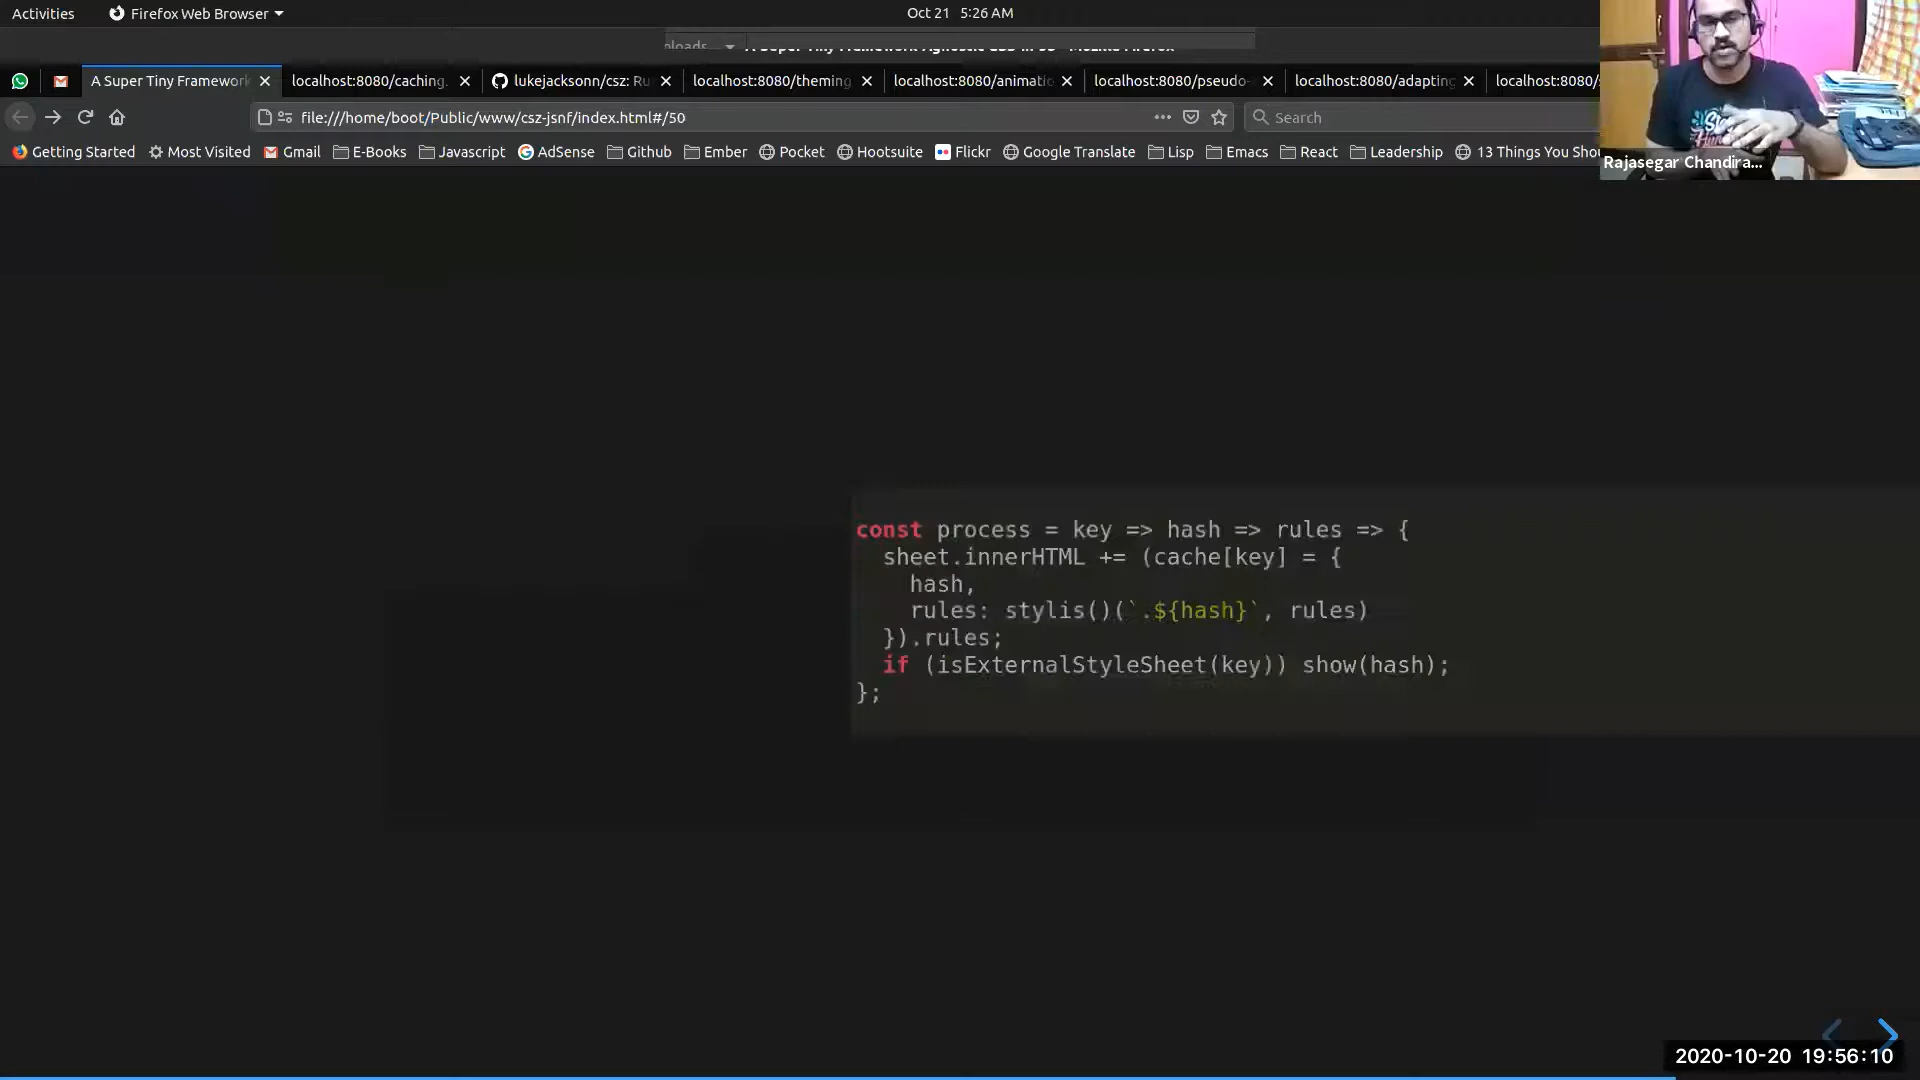 Activities Firefox Web Browser Oct 21 5:26 AM
A Super Tiny Framework localhost:8080/caching. lukejacksonn/csz: Ru localhost:8080/theming localhost:8080/animatio localhost:8080/pseudo- localhost:8080/adapting localhost:8080/
file:///home/boot/Public/www/csz-jsnf/index.html#/50 Search
Getting Started Most Visited Gmail E-Books Javascript AdSense Github Ember Pocket Hootsuite Flickr Google Translate Lisp Emacs React Leadership 13 Things You Shou
Rajasegar Chandira...
const process = key => hash => rules => {
sheet.innerHTML += (cache[key] = {
hash,
rules: stylis()(`.${hash}`, rules)
}).rules;
if (isExternalStyleSheet(key)) show(hash);
};
2020-10-20 19:56:10